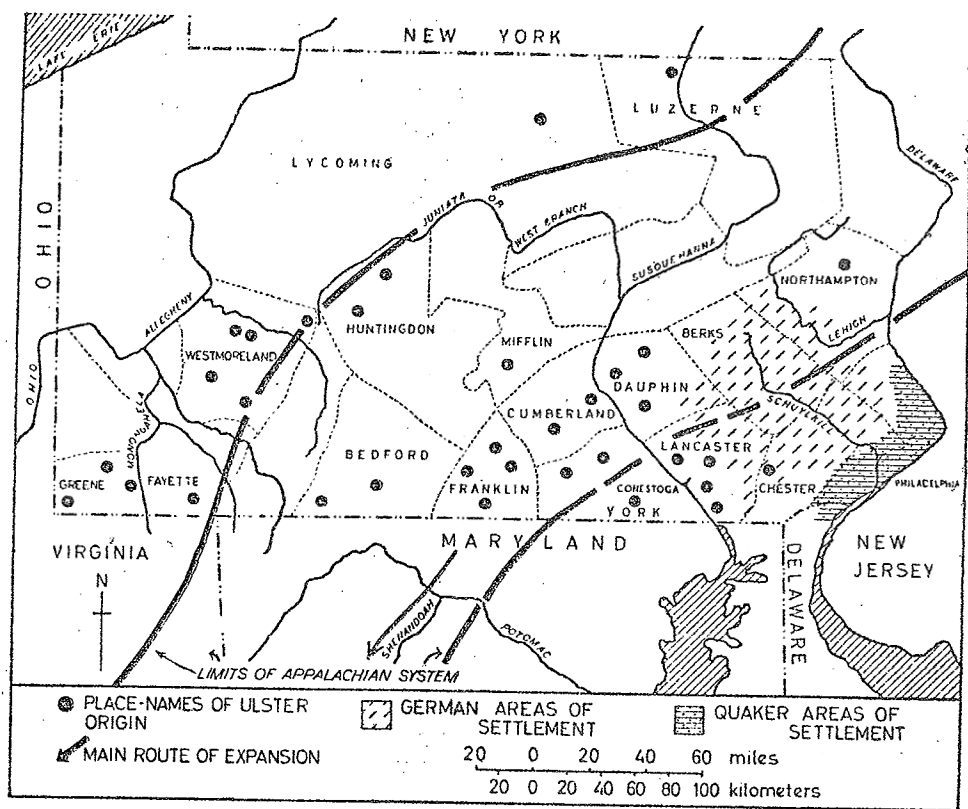 LAKE ERIE
NEW YORK
LUZERNE
LYCOMING
DELAWARE
OHIO
JUNIATA
OR
WEST BRANCH
SUSQUEHANNA
NORTHAMPTON
ALLEGHENY
HUNTINGDON
BERKS
LEHIGH
MIFFLIN
WESTMORELAND
DAUPHIN
OHIO
SCHUYLKILL
CUMBERLAND
MONONGAHELA
LANCASTER
BEDFORD
GREENE
FAYETTE
FRANKLIN
CONESTOGA
CHESTER
PHILADELPHIA
YORK
VIRGINIA
MARYLAND
NEW
JERSEY
DELAWARE
N
SHENANDOAH
POTOMAC
LIMITS OF APPALACHIAN SYSTEM
PLACE-NAMES OF ULSTER
ORIGIN
GERMAN AREAS OF
SETTLEMENT
QUAKER AREAS OF
SETTLEMENT
MAIN ROUTE OF EXPANSION
20 0 20 40 60 miles
20 0 20 40 60 80 100 kilometers